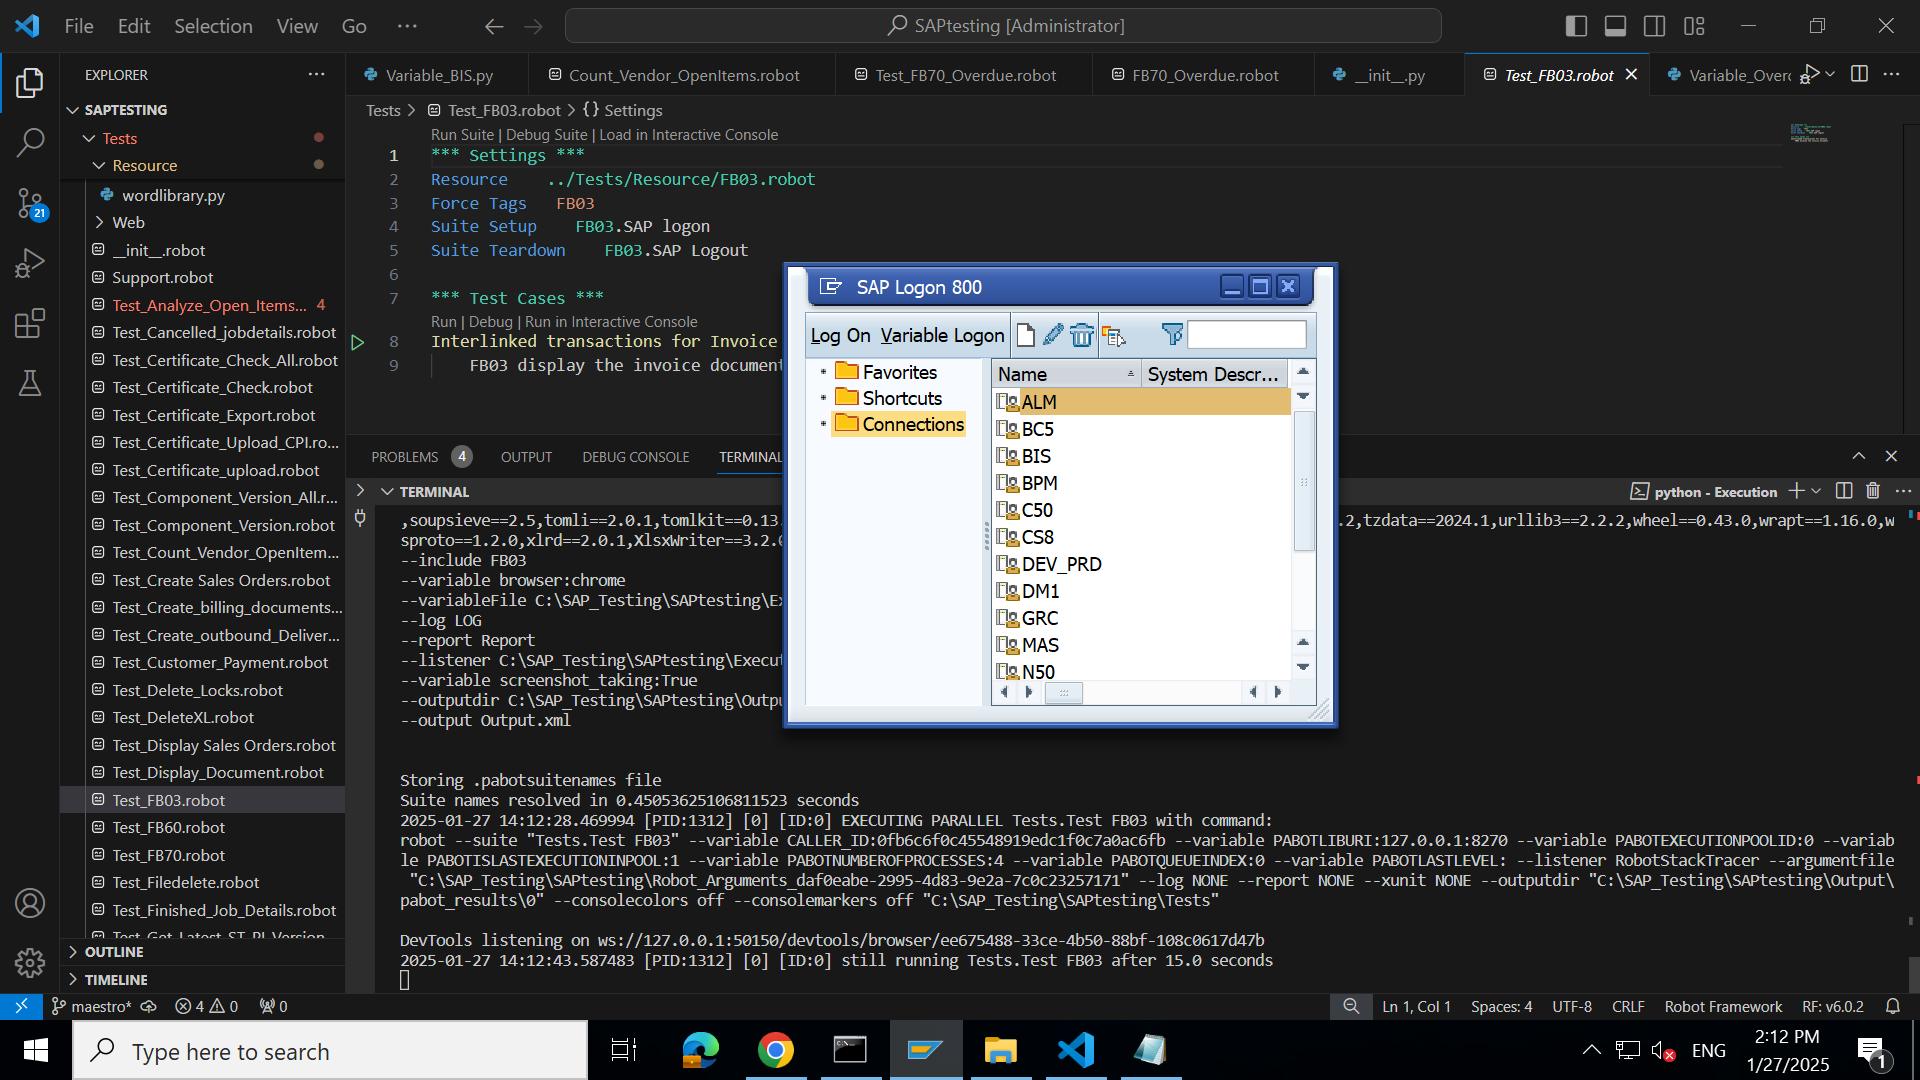 File Edit Selection View Go ···
SAPtesting [Administrator]
EXPLORER
SAPTESTING
Tests
Resource
wordlibrary.py
Web
__init__.robot
Support.robot
Test_Analyze_Open_Items... 4
Test_Cancelled_jobdetails.robot
Test_Certificate_Check_All.robot
Test_Certificate_Check.robot
Test_Certificate_Export.robot
Test_Certificate_Upload_CPI.ro...
Test_Certificate_upload.robot
Test_Component_Version_All.r...
Test_Component_Version.robot
Test_Count_Vendor_OpenItem...
Test_Create Sales Orders.robot
Test_Create_billing_documents...
Test_Create_outbound_Deliver...
Test_Customer_Payment.robot
Test_Delete_Locks.robot
Test_DeleteXL.robot
Test_Display Sales Orders.robot
Test_Display_Document.robot
Test_FB03.robot
Test_FB60.robot
Test_FB70.robot
Test_Filedelete.robot
Test_Finished_Job_Details.robot
Test_Get_Latest_ST_PI_Version
OUTLINE
TIMELINE
21
Variable_BIS.py Count_Vendor_OpenItems.robot Test_FB70_Overdue.robot FB70_Overdue.robot __init__.py Test_FB03.robot Variable_Overd
Tests > Test_FB03.robot > {} Settings
Run Suite | Debug Suite | Load in Interactive Console
1 *** Settings ***
2 Resource ../Tests/Resource/FB03.robot
3 Force Tags FB03
4 Suite Setup FB03.SAP logon
5 Suite Teardown FB03.SAP Logout
6
7 *** Test Cases ***
Run | Debug | Run in Interactive Console
8 Interlinked transactions for Invoice
9 FB03 display the invoice document
PROBLEMS 4 OUTPUT DEBUG CONSOLE TERMINAL
TERMINAL
python - Execution
,soupsieve==2.5,tomli==2.0.1,tomlkit==0.13. .2,tzdata==2024.1,urllib3==2.2.2,wheel==0.43.0,wrapt==1.16.0,w
sproto==1.2.0,xlrd==2.0.1,XlsxWriter==3.2.0
--include FB03
--variable browser:chrome
--variableFile C:\SAP_Testing\SAPtesting\Ex
--log LOG
--report Report
--listener C:\SAP_Testing\SAPtesting\Execut
--variable screenshot_taking:True
--outputdir C:\SAP_Testing\SAPtesting\Outpu
--output Output.xml
Storing .pabotsuitenames file
Suite names resolved in 0.45053625106811523 seconds
2025-01-27 14:12:28.469994 [PID:1312] [0] [ID:0] EXECUTING PARALLEL Tests.Test FB03 with command:
robot --suite "Tests.Test FB03" --variable CALLER_ID:0fb6c6f0c45548919edc1f0c7a0ac6fb --variable PABOTLIBURI:127.0.0.1:8270 --variable PABOTEXECUTIONPOOLID:0 --variab
le PABOTISLASTEXECUTIONINPOOL:1 --variable PABOTNUMBEROFPROCESSES:4 --variable PABOTQUEUEINDEX:0 --variable PABOTLASTLEVEL: --listener RobotStackTracer --argumentfile
"C:\SAP_Testing\SAPtesting\Robot_Arguments_daf0eabe-2995-4d83-9e2a-7c0c23257171" --log NONE --report NONE --xunit NONE --outputdir "C:\SAP_Testing\SAPtesting\Output\
pabot_results\0" --consolecolors off --consolemarkers off "C:\SAP_Testing\SAPtesting\Tests"
DevTools listening on ws://127.0.0.1:50150/devtools/browser/ee675488-33ce-4b50-88bf-108c0617d47b
2025-01-27 14:12:43.587483 [PID:1312] [0] [ID:0] still running Tests.Test FB03 after 15.0 seconds
SAP Logon 800
Log On Variable Logon
Favorites
Shortcuts
Connections
Name System Descr...
ALM
BC5
BIS
BPM
C50
CS8
DEV_PRD
DM1
GRC
MAS
N50
maestro* 4 0 0
Ln 1, Col 1 Spaces: 4 UTF-8 CRLF Robot Framework RF: v6.0.2
Type here to search
ENG
2:12 PM
1/27/2025
1